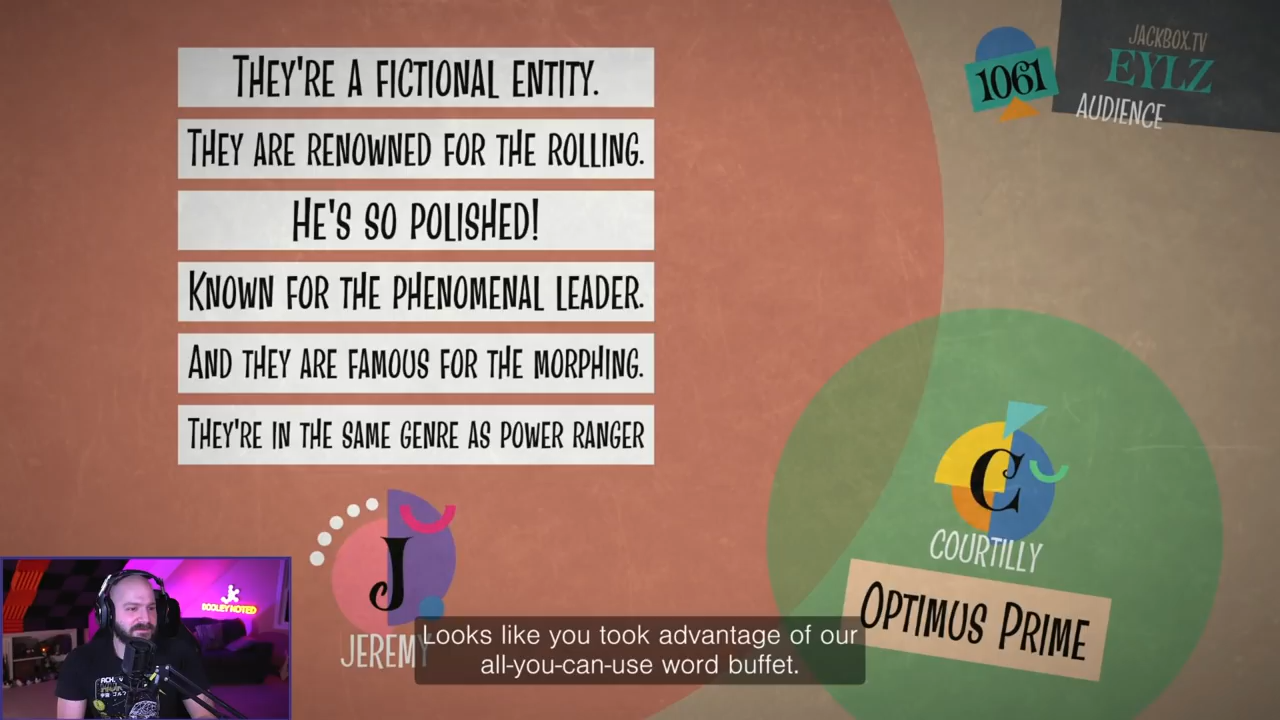 THEY'RE A FICTIONAL ENTITY.
THEY ARE RENOWNED FOR THE ROLLING.
HE'S SO POLISHED!
KNOWN FOR THE PHENOMENAL LEADER.
AND THEY ARE FAMOUS FOR THE MORPHING.
THEY'RE IN THE SAME GENRE AS POWER RANGER
1061
JACKBOX.TV
EYLZ
AUDIENCE
C
COURTILLY
OPTIMUS PRIME
J
JEREMY
Looks like you took advantage of our
all-you-can-use word buffet.